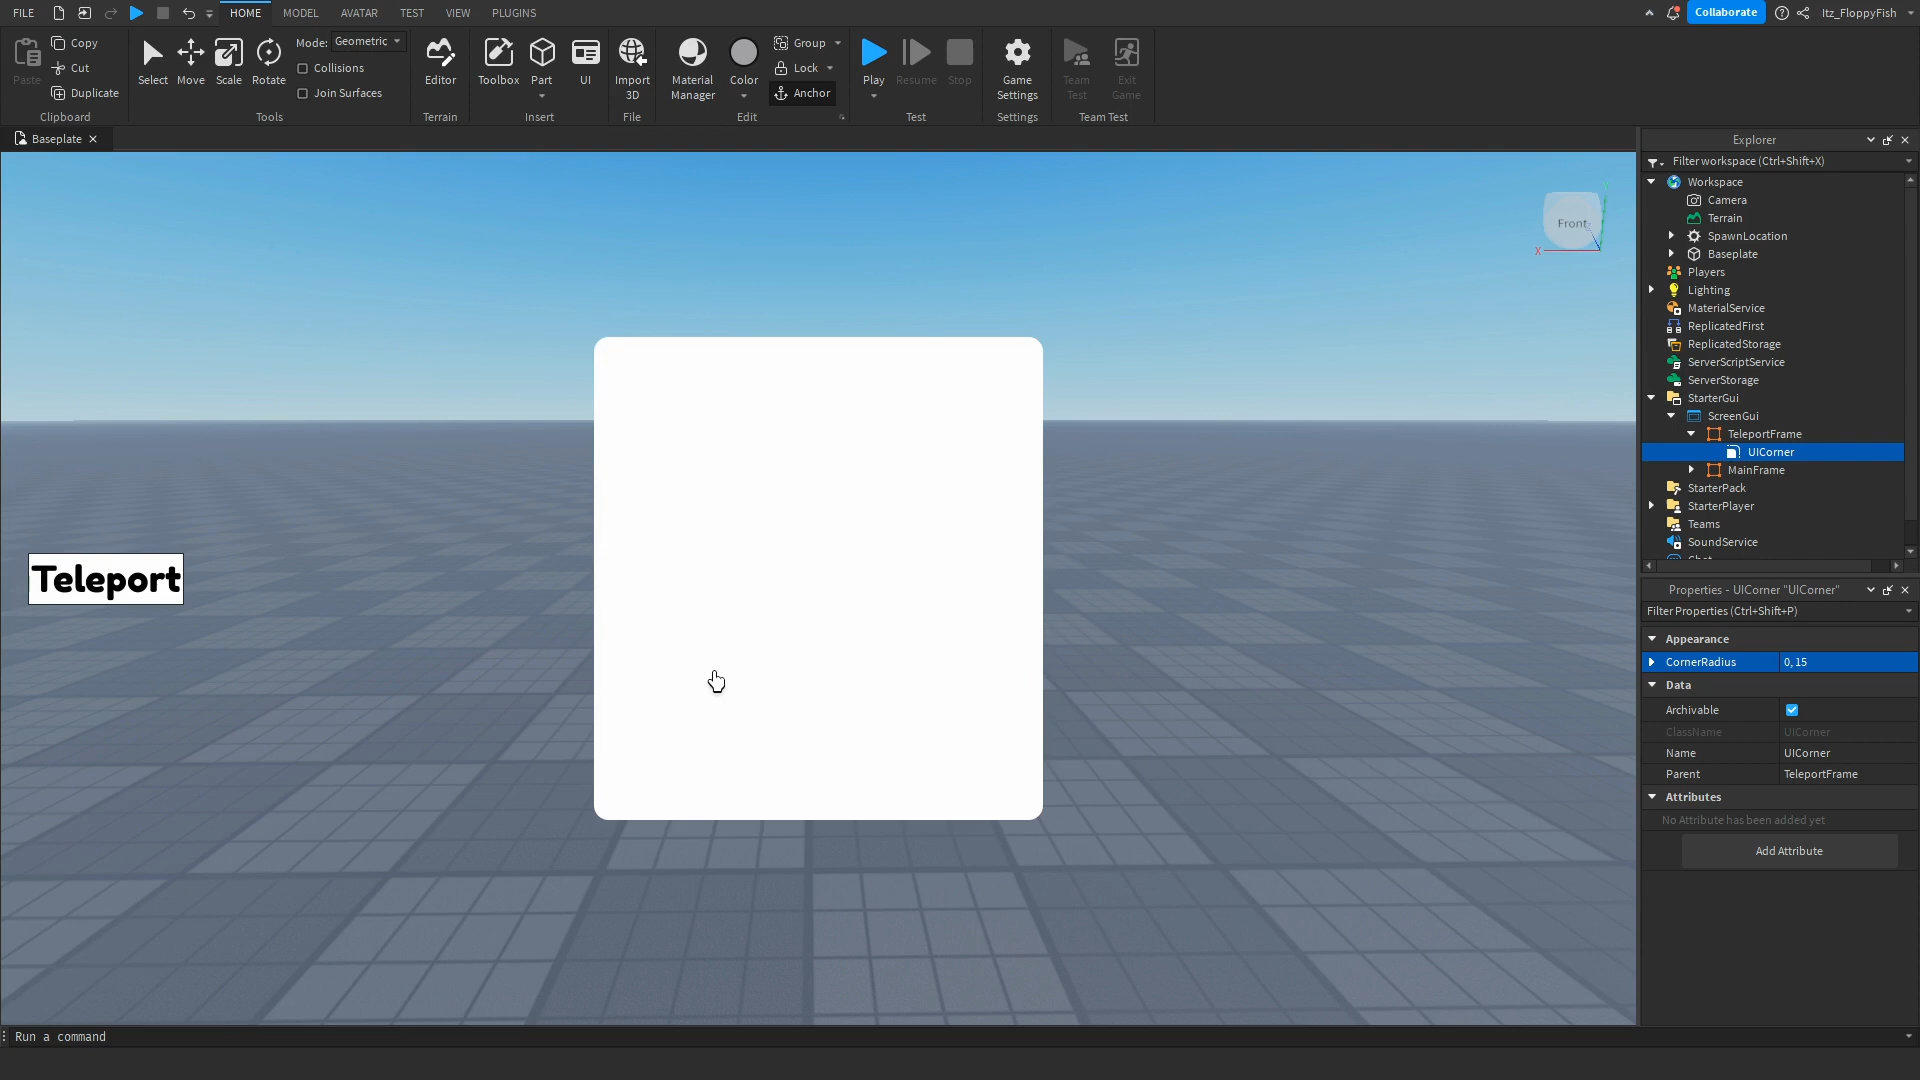 FILE
HOME
MODEL
AVATAR
TEST
VIEW
PLUGINS
Collaborate
Itz_FloppyFish
Paste
Copy
Cut
Duplicate
Clipboard
Select
Move
Scale
Rotate
Mode: Geometric
Collisions
Join Surfaces
Tools
Editor
Terrain
Toolbox
Part
UI
Insert
Import
3D
File
Material
Manager
Color
Group
Lock
Anchor
Edit
Play
Resume
Stop
Test
Game
Settings
Settings
Team
Test
Exit
Game
Team Test
Baseplate
Front
X
Teleport
Explorer
Filter workspace (Ctrl+Shift+X)
Workspace
Camera
Terrain
SpawnLocation
Baseplate
Players
Lighting
MaterialService
ReplicatedFirst
ReplicatedStorage
ServerScriptService
ServerStorage
StarterGui
ScreenGui
TeleportFrame
UICorner
MainFrame
StarterPack
StarterPlayer
Teams
SoundService
Properties - UICorner "UICorner"
Filter Properties (Ctrl+Shift+P)
Appearance
CornerRadius 0, 15
Data
Archivable
ClassName UICorner
Name UICorner
Parent TeleportFrame
Attributes
No Attribute has been added yet
Add Attribute
Run a command